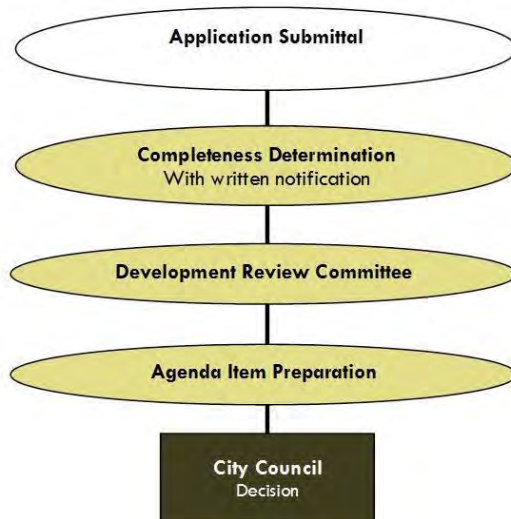 Application Submittal
Completeness Determination
With written notification
Development Review Committee
Agenda Item Preparation
City Council
Decision